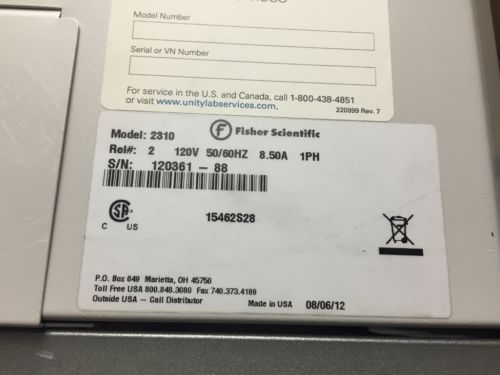 Model Number
Serial or VN Number
For service in the U.S. and Canada, call 1-800-438-4851
or visit www.unitylabservices.com.
220999 Rev. 7
Model: 2310
Fisher Scientific
Rel#: 2 120V 50/60HZ 8.50A 1PH
S/N: 120361 - 88
SA
C US
15462S28
P.O. Box 649 Marietta, OH 45750
Toll Free USA 800.848.3080 Fax 740.373.4189
Outside USA - Call Distributor
Made in USA 08/06/12